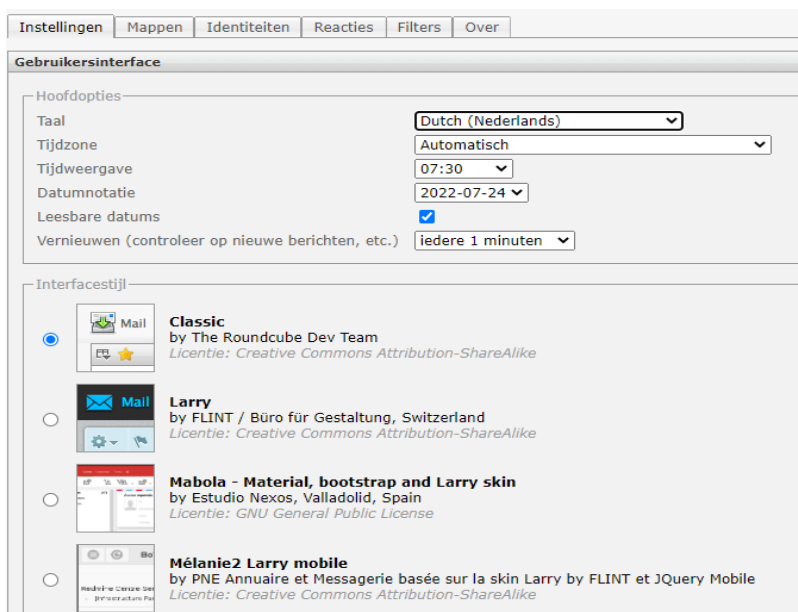 Instellingen Mappen Identiteiten Reacties Filters Over
Gebruikersinterface
Hoofdopties
Taal Dutch (Nederlands)
Tijdzone Automatisch
Tijdweergave 07:30
Datumnotatie 2022-07-24
Leesbare datums
Vernieuwen (controleer op nieuwe berichten, etc.) iedere 1 minuten
Interfacestijl
Mail
Classic
by The Roundcube Dev Team
Licentie: Creative Commons Attribution-ShareAlike
Mail
Larry
by FLINT / Büro für Gestaltung, Switzerland
Licentie: Creative Commons Attribution-ShareAlike
Mabola - Material, bootstrap and Larry skin
by Estudio Nexos, Valladolid, Spain
Licentie: GNU General Public License
Mélanie2 Larry mobile
by PNE Annuaire et Messagerie basée sur la skin Larry by FLINT et JQuery Mobile
Licentie: Creative Commons Attribution-ShareAlike